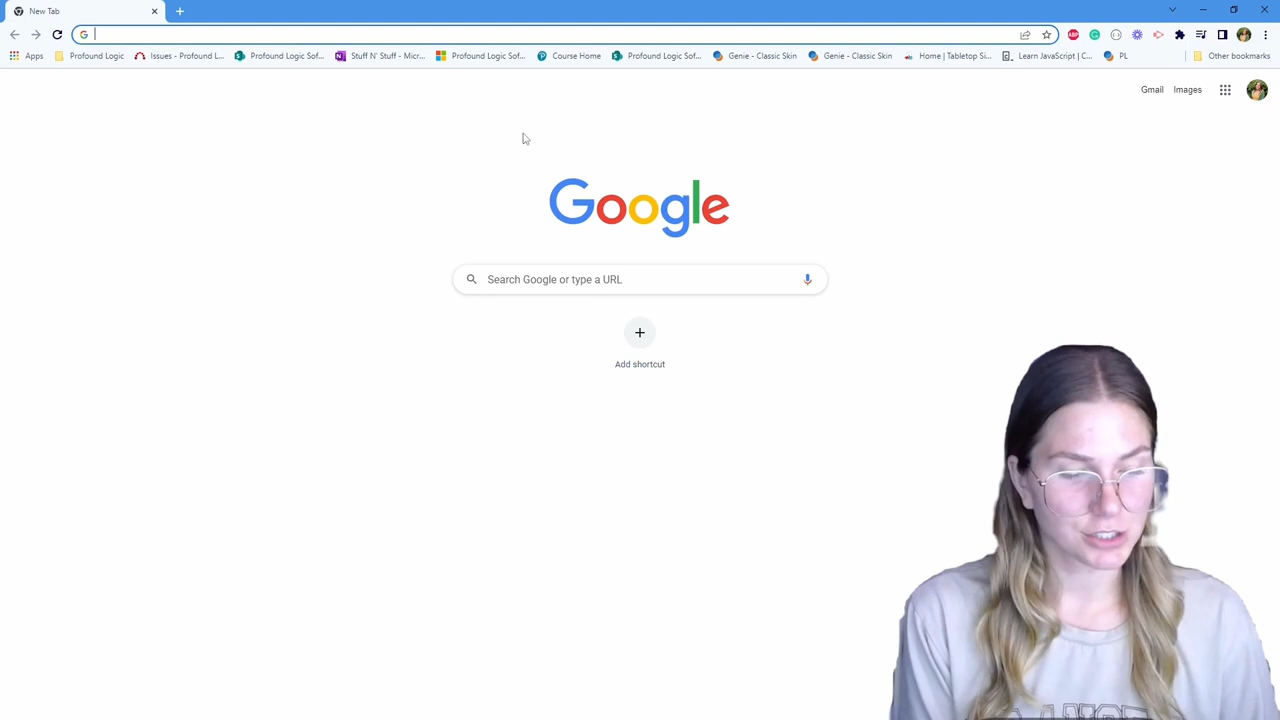 New Tab
Apps Profound Logic Issues - Profound L... Profound Logic Sof... Stuff N' Stuff - Micr... Profound Logic Sof... Course Home Profound Logic Sof... Genie - Classic Skin Genie - Classic Skin Home | Tabletop Si... Learn JavaScript | C... PL Other bookmarks
Gmail Images
Google
Search Google or type a URL
Add shortcut